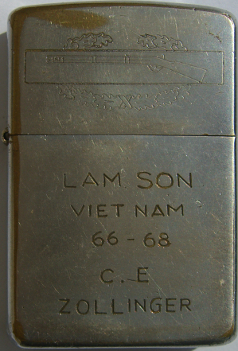 LAM SON
VIET NAM
66-68
C.E
ZOLLINGER